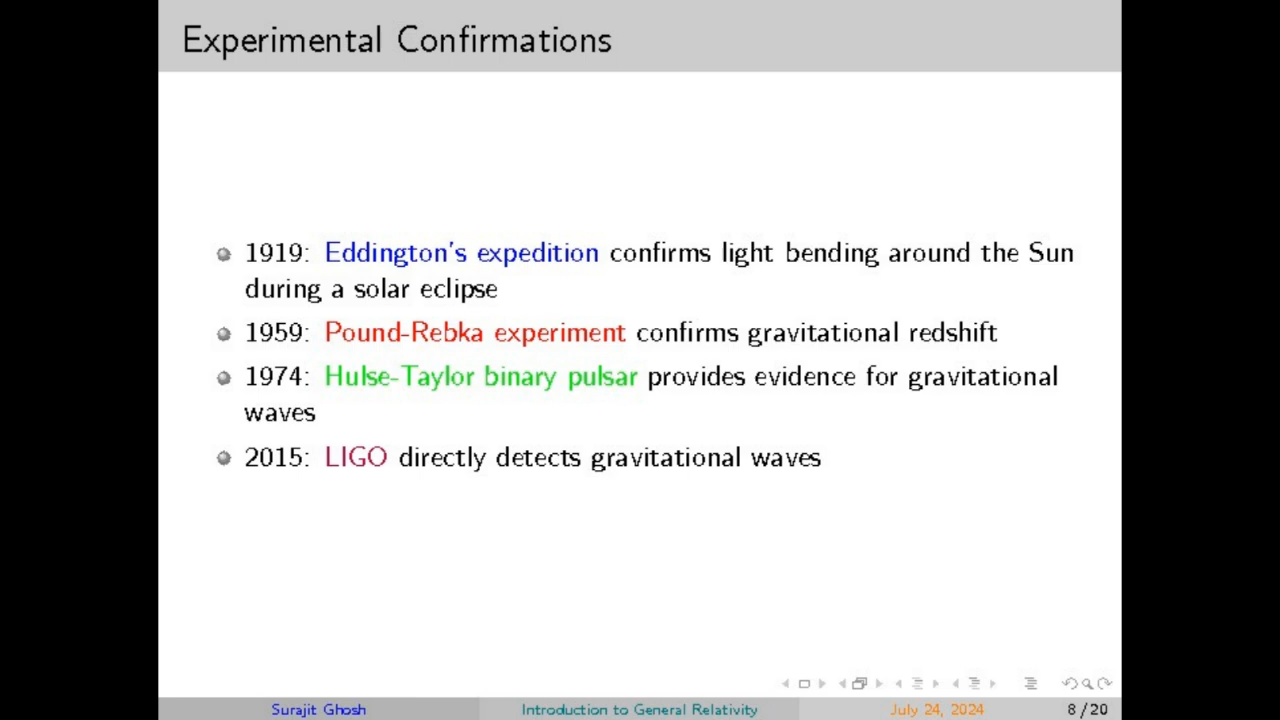 Experimental Confirmations
1919: Eddington's expedition confirms light bending around the Sun
during a solar eclipse
1959: Pound-Rebka experiment confirms gravitational redshift
1974: Hulse-Taylor binary pulsar provides evidence for gravitational
waves
2015: LIGO directly detects gravitational waves
Surajit Ghosh Introduction to General Relativity July 24, 2024 8/20